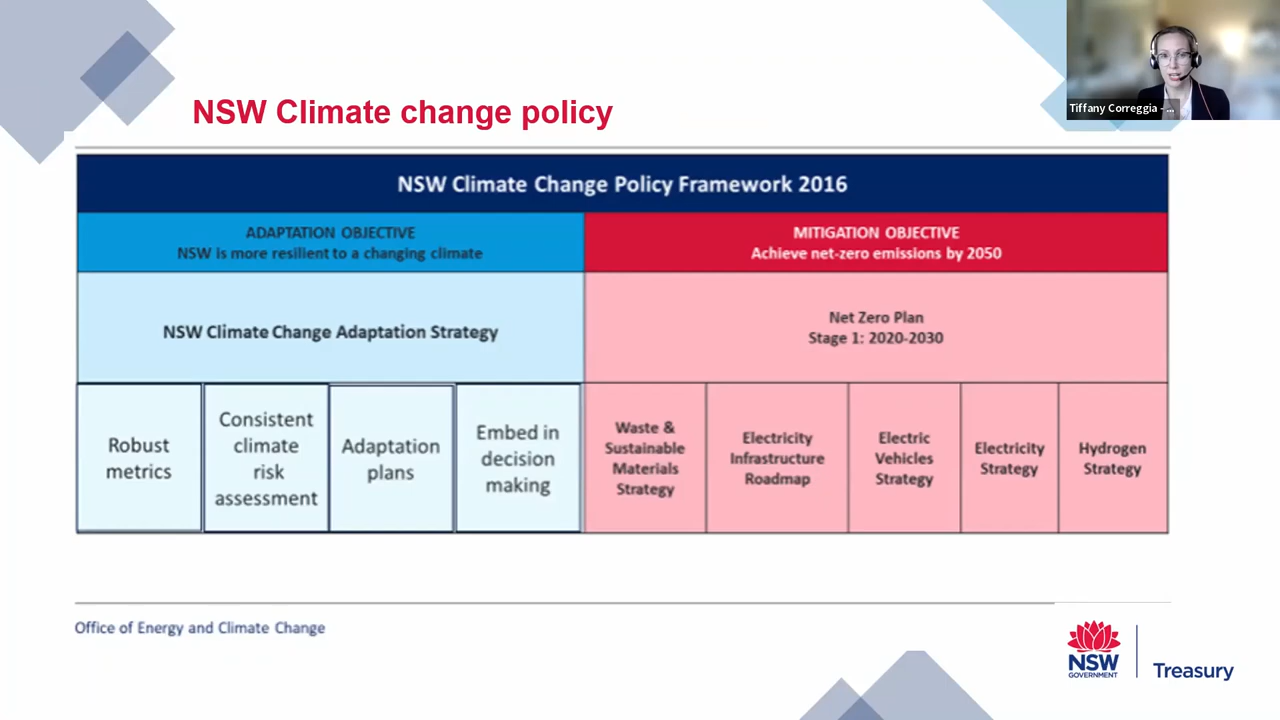 Tiffany Correggia - ...
NSW Climate change policy
NSW Climate Change Policy Framework 2016
ADAPTATION OBJECTIVE
NSW is more resilient to a changing climate
MITIGATION OBJECTIVE
Achieve net-zero emissions by 2050
NSW Climate Change Adaptation Strategy
Net Zero Plan
Stage 1: 2020-2030
Robust
metrics
Consistent
climate
risk
assessment
Adaptation
plans
Embed in
decision
making
Waste &
Sustainable
Materials
Strategy
Electricity
Infrastructure
Roadmap
Electric
Vehicles
Strategy
Electricity
Strategy
Hydrogen
Strategy
Office of Energy and Climate Change
NSW
GOVERNMENT
Treasury